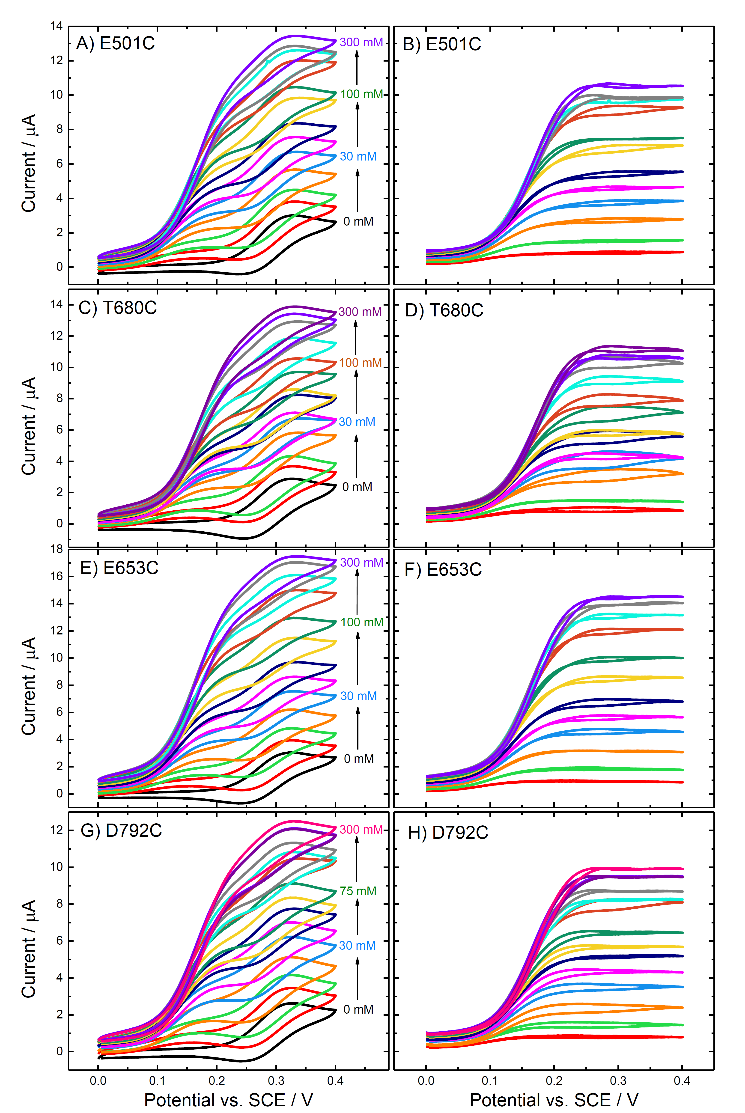 A) E501C
300 mM
100 mM
30 mM
0 mM
14
12
10
8
6
4
2
0
Current / μA
B) E501C
C) T680C
300 mM
100 mM
30 mM
0 mM
14
12
10
8
6
4
2
0
Current / μA
D) T680C
E) E653C
300 mM
100 mM
30 mM
0 mM
18
16
14
12
10
8
6
4
2
0
Current / μA
F) E653C
G) D792C
300 mM
75 mM
30 mM
0 mM
12
10
8
6
4
2
0
Current / μA
H) D792C
0.0 0.1 0.2 0.3 0.4
Potential vs. SCE / V
0.0 0.1 0.2 0.3 0.4
Potential vs. SCE / V